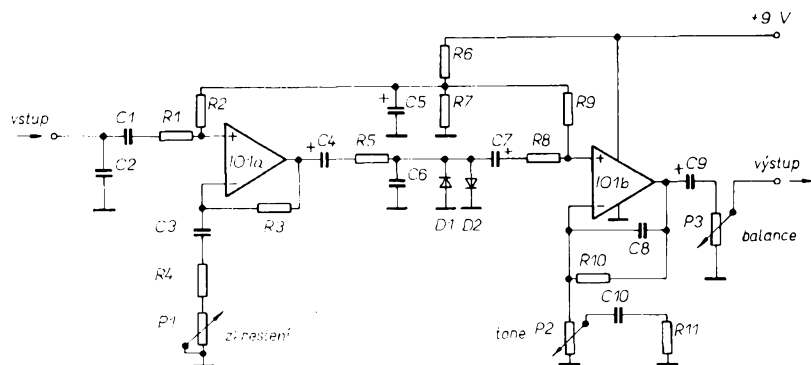 +9 V
R6
vstup
C1
R1
R2
C5
+
R7
R9
C2
+
IO1a
−
+
C4
R5
C6
D1
D2
C7
+
R8
+
IO1b
−
+
C9
výstup
P3
balance
C3
R3
C8
R4
R10
P1
zkreslení
C10
tone
P2
R11